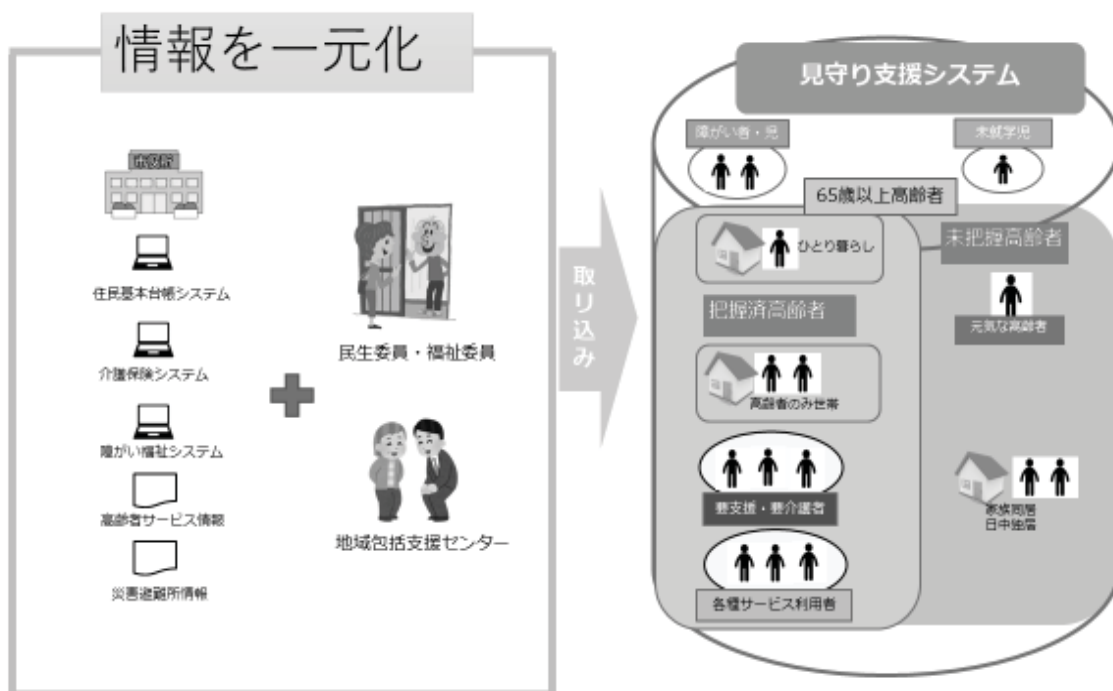 情報を一元化
市役所
住民基本台帳システム
介護保険システム
障がい福祉システム
高齢者サービス情報
災害避難所情報
民生委員・福祉委員
地域包括支援センター
取り込み
見守り支援システム
障がい者・児
未就学児
65歳以上高齢者
ひとり暮らし
把握済高齢者
高齢者のみ世帯
要支援・要介護者
各種サービス利用者
未把握高齢者
元気な高齢者
家族同居
日中独居